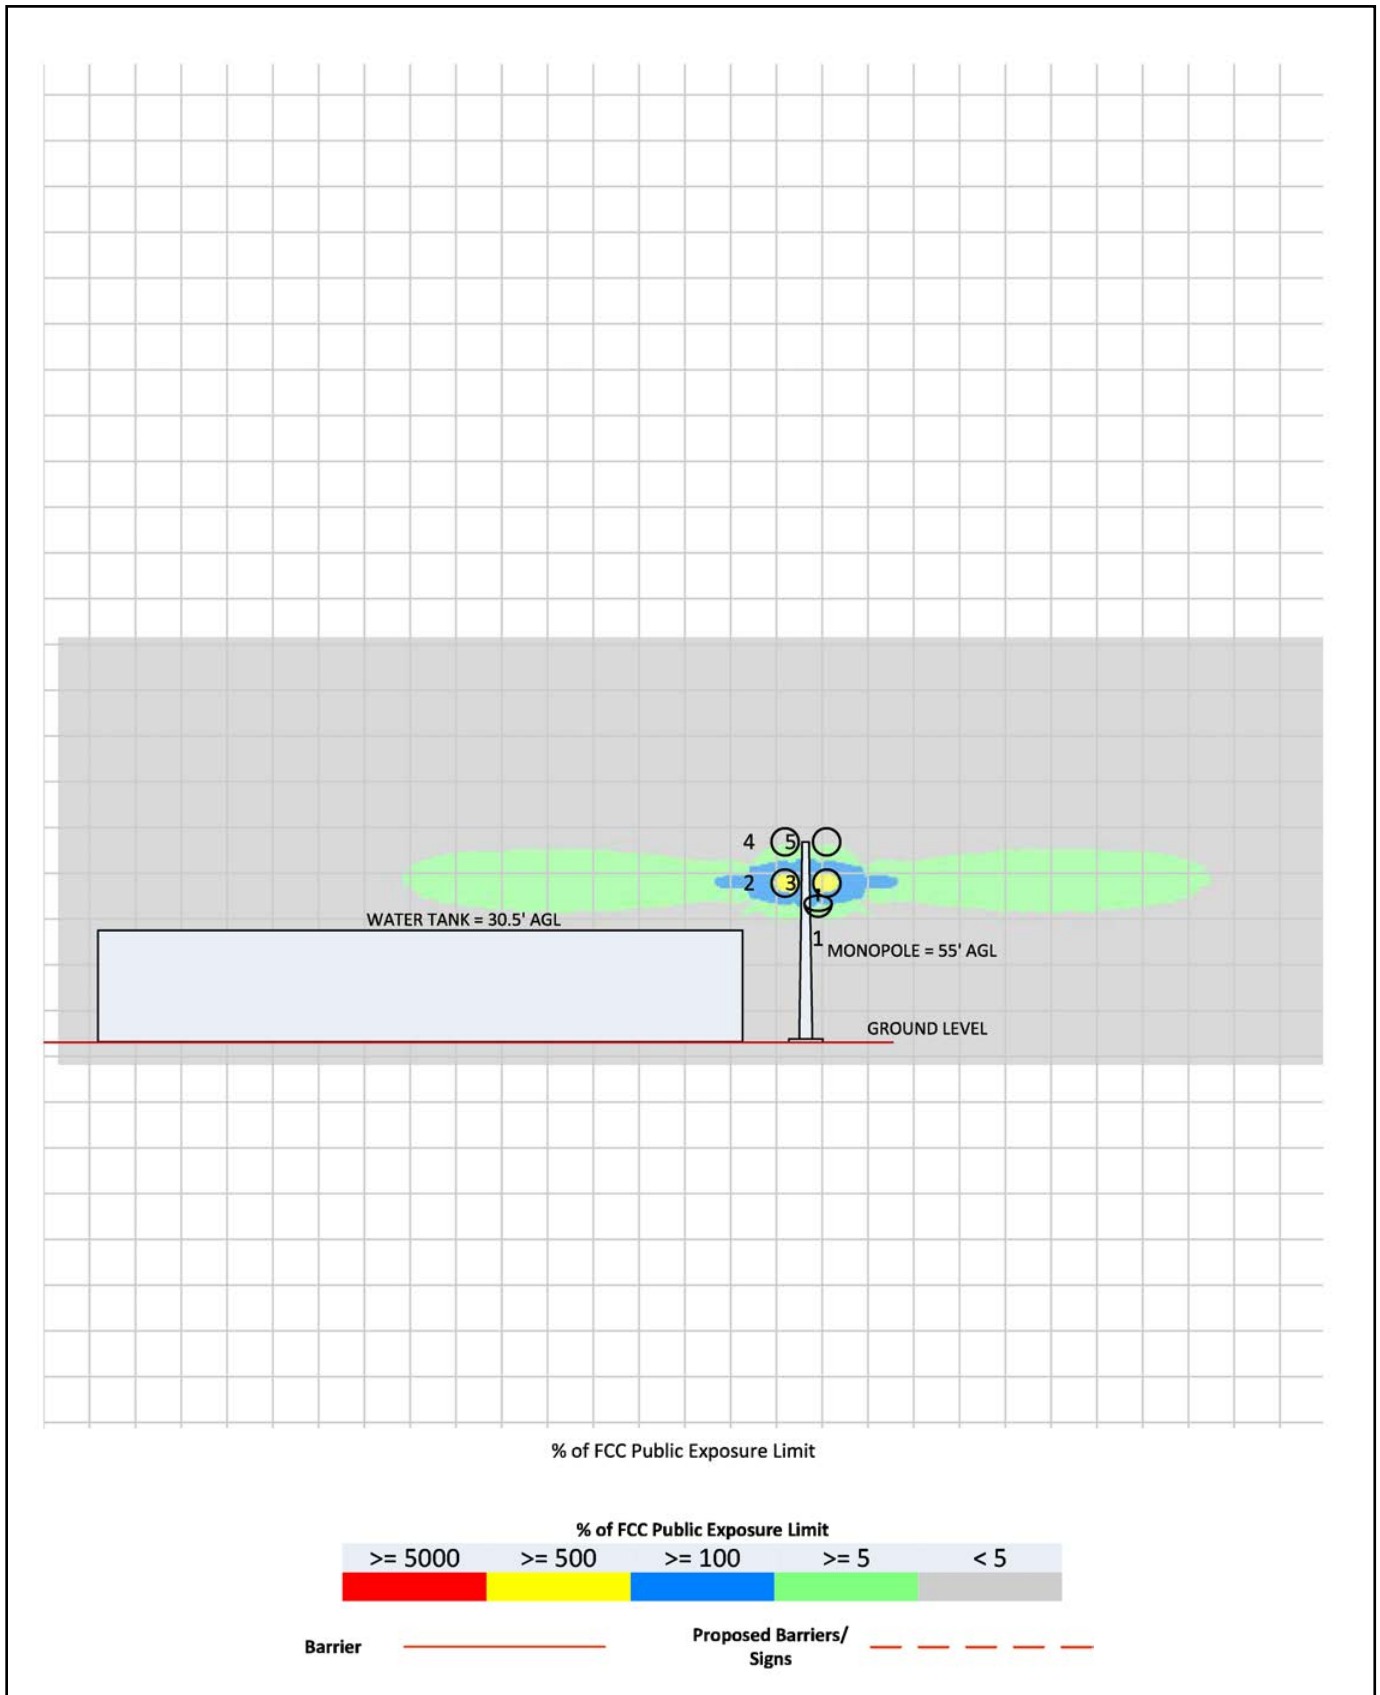 4 5
2 3
1
WATER TANK = 30.5' AGL
1
MONOPOLE = 55' AGL
GROUND LEVEL
% of FCC Public Exposure Limit
% of FCC Public Exposure Limit
>= 5000 >= 500 >= 100 >= 5 < 5
Barrier
Proposed Barriers/
Signs